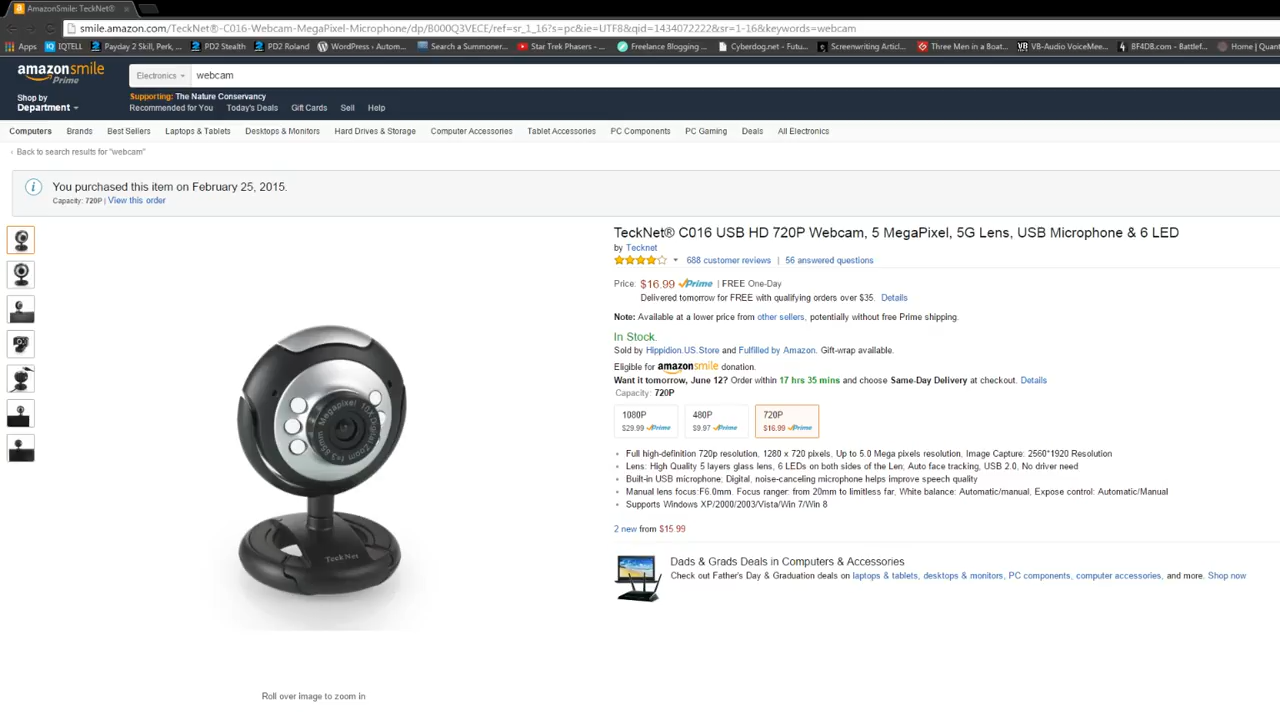 AmazonSmile: TeckNet®
smile.amazon.com/TeckNet®-C016-Webcam-MegaPixel-Microphone/dp/B000Q3VECE/ref=sr_1_16?s=pc&ie=UTF8&qid=1434072222&sr=1-16&keywords=webcam
Apps IQTELL Payday 2 Skill, Perk, ... PD2 Stealth PD2 Roland WordPress › Autom... Search a Summoner... Star Trek Phasers - ... Freelance Blogging ... Cyberdog.net - Futu... Screenwriting Articl... Three Men in a Boat... VB-Audio VoiceMee... BF4DB.com - Battlef... Home | Quant
amazonsmile
Prime
Electronics webcam
Shop by
Department
Supporting: The Nature Conservancy
Recommended for You Today's Deals Gift Cards Sell Help
Computers Brands Best Sellers Laptops & Tablets Desktops & Monitors Hard Drives & Storage Computer Accessories Tablet Accessories PC Components PC Gaming Deals All Electronics
‹ Back to search results for "webcam"
You purchased this item on February 25, 2015.
Capacity: 720P | View this order
TeckNet® C016 USB HD 720P Webcam, 5 MegaPixel, 5G Lens, USB Microphone & 6 LED
by Tecknet
688 customer reviews | 56 answered questions
Price: $16.99 Prime | FREE One-Day
Delivered tomorrow for FREE with qualifying orders over $35. Details
Note: Available at a lower price from other sellers, potentially without free Prime shipping.
In Stock.
Sold by Hippidion.US.Store and Fulfilled by Amazon. Gift-wrap available.
Eligible for amazonsmile donation.
Want it tomorrow, June 12? Order within 17 hrs 35 mins and choose Same-Day Delivery at checkout. Details
Capacity: 720P
1080P 480P 720P
$29.99 Prime $9.97 Prime $16.99 Prime
• Full high-definition 720p resolution, 1280 x 720 pixels. Up to 5.0 Mega pixels resolution, Image Capture: 2560*1920 Resolution
• Lens: High Quality 5 layers glass lens, 6 LEDs on both sides of the Len, Auto face tracking, USB 2.0, No driver need
• Built-in USB microphone: Digital, noise-canceling microphone helps improve speech quality
• Manual lens focus:F6.0mm. Focus ranger: from 20mm to limitless far, White balance: Automatic/manual, Expose control: Automatic/Manual
• Supports Windows XP/2000/2003/Vista/Win 7/Win 8
2 new from $15.99
Dads & Grads Deals in Computers & Accessories
Check out Father's Day & Graduation deals on laptops & tablets, desktops & monitors, PC components, computer accessories, and more. Shop now
Megapixel 10X Digital Zoom f=3.85mm
TeckNet
Roll over image to zoom in